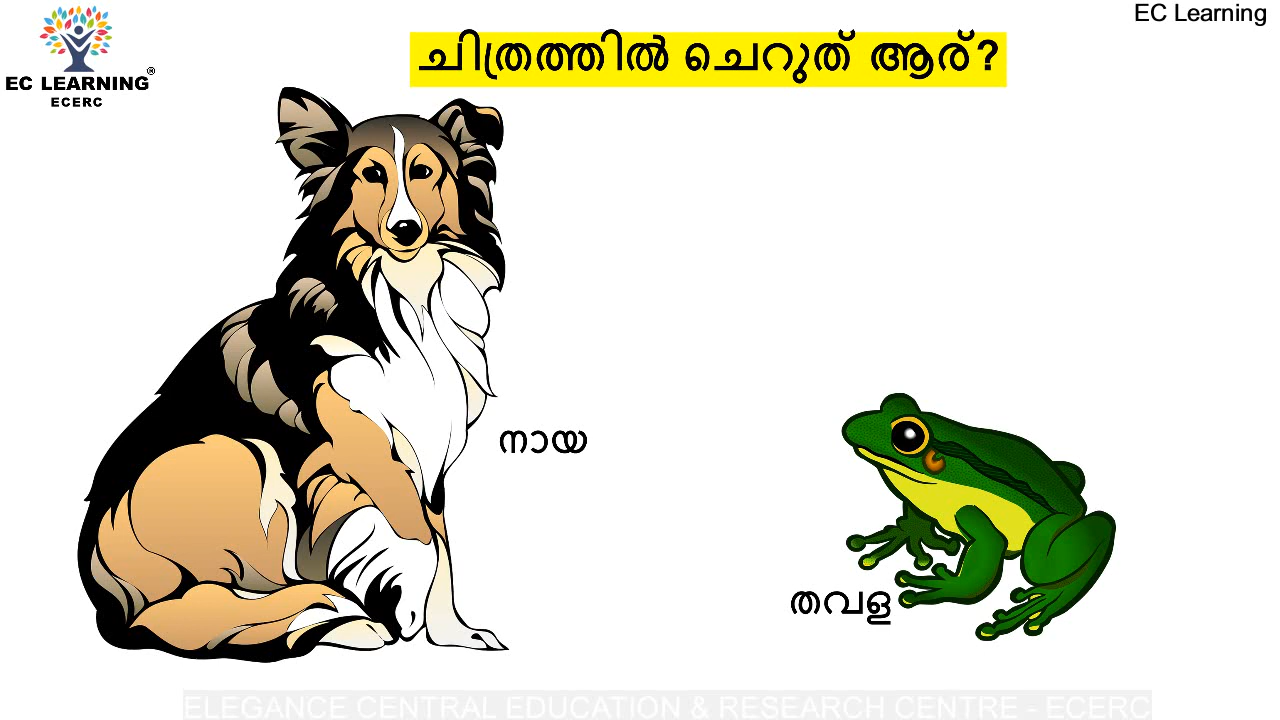 EC Learning
EC LEARNING®
ECERC
ചിത്രത്തിൽ ചെറുത് ആര്?
നായ
തവള
ELEGANCE CENTRAL EDUCATION & RESEARCH CENTRE - ECERC